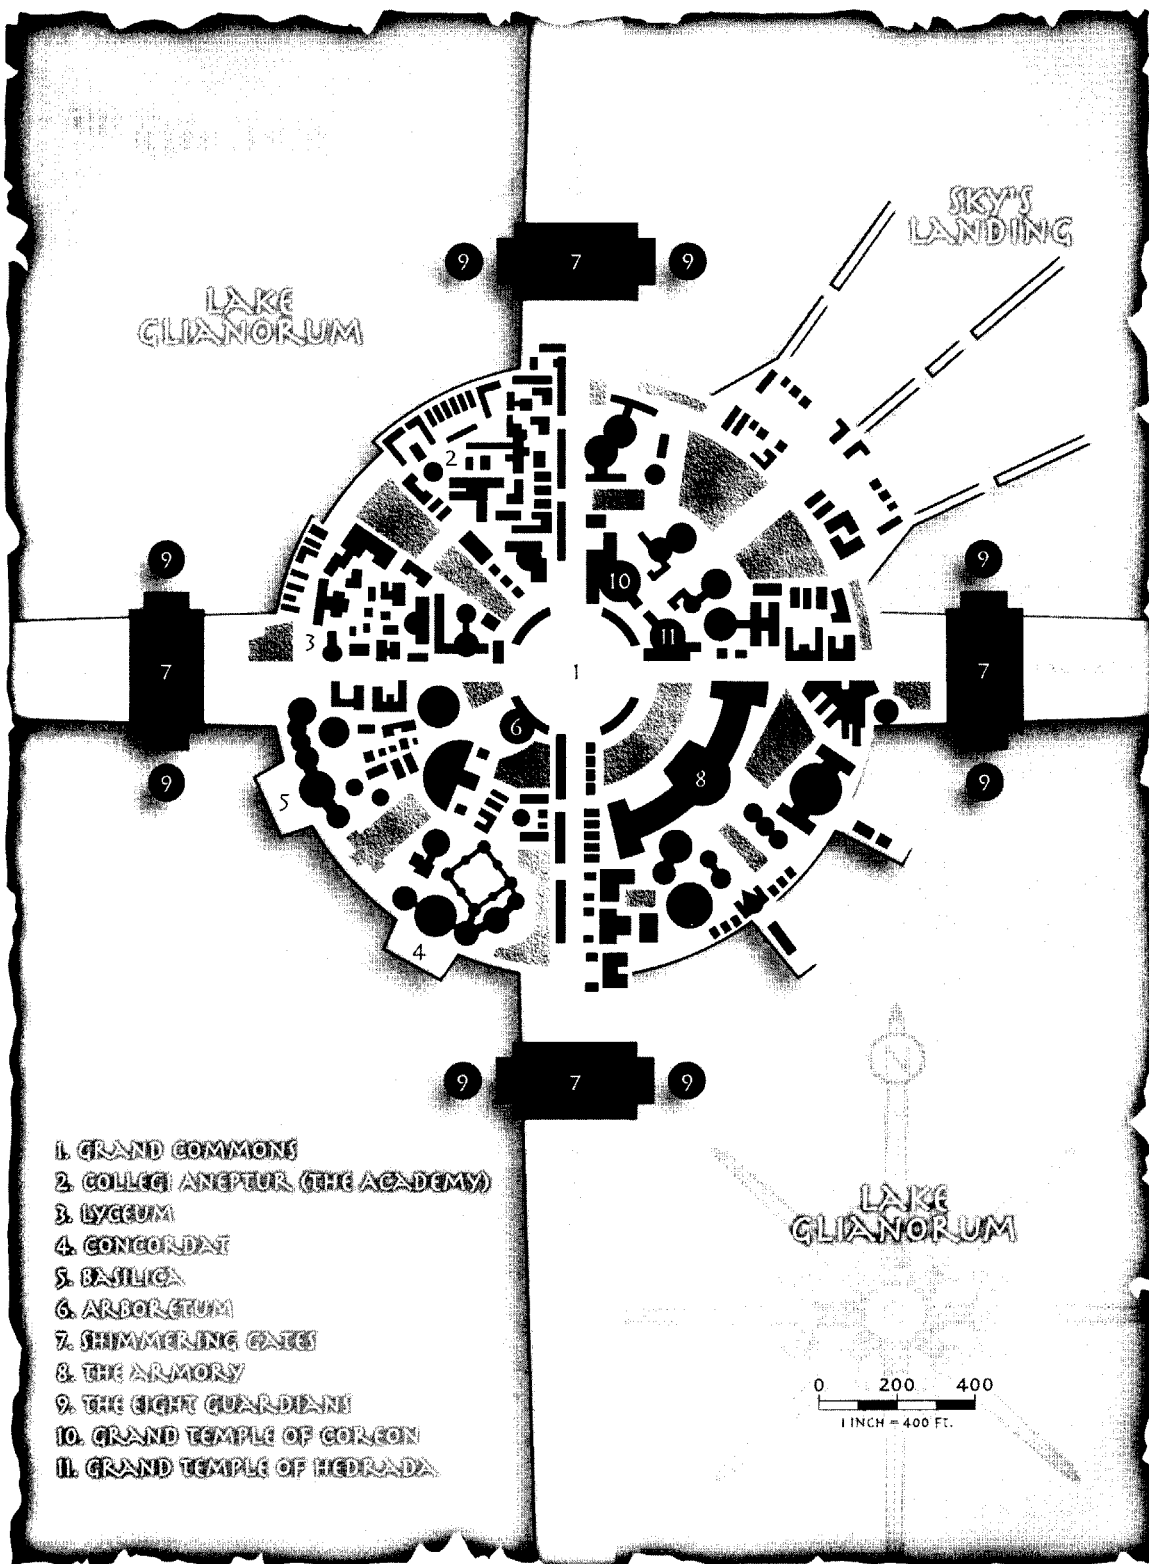 SKY'S
LANDING
9
7
9
LAKE
GLIANORUM
2
9
9
10
3
11
7
1
7
6
9
8
9
5
4
9
7
9
1. GRAND COMMONS
2. COLLEGI ANEPTUR (THE ACADEMY)
3. LYCEUM
4. CONCORDAT
5. BASILICA
6. ARBORETUM
7. SHIMMERING GATES
8. THE ARMORY
9. THE EIGHT GUARDIANS
10. GRAND TEMPLE OF COREON
11. GRAND TEMPLE OF HEDRADA
N
LAKE
GLIANORUM
0 200 400
1 INCH = 400 FT.